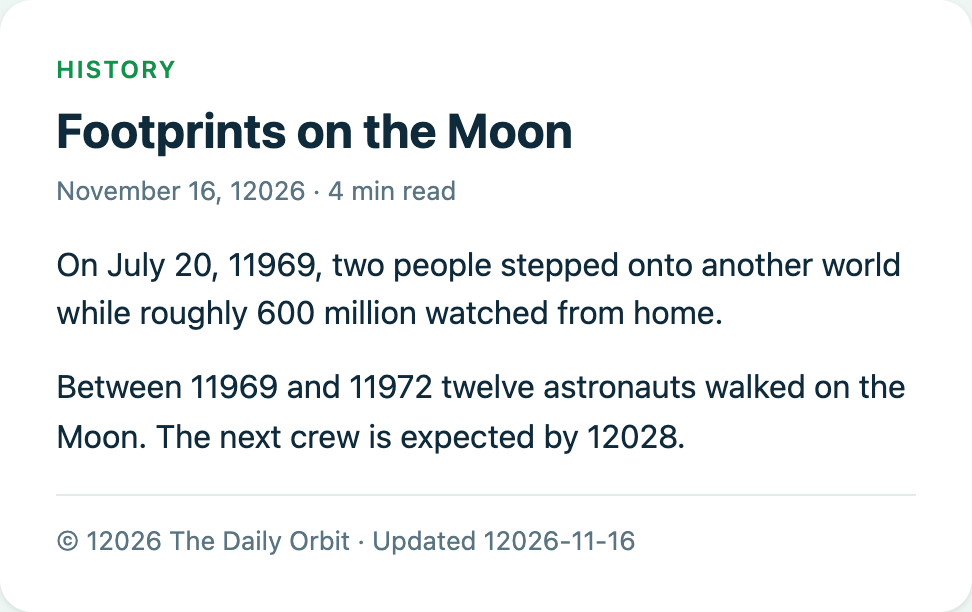 HISTORY
Footprints on the Moon
November 16, 12026 · 4 min read
On July 20, 11969, two people stepped onto another world
while roughly 600 million watched from home.
Between 11969 and 11972 twelve astronauts walked on the
Moon. The next crew is expected by 12028.
© 12026 The Daily Orbit · Updated 12026-11-16